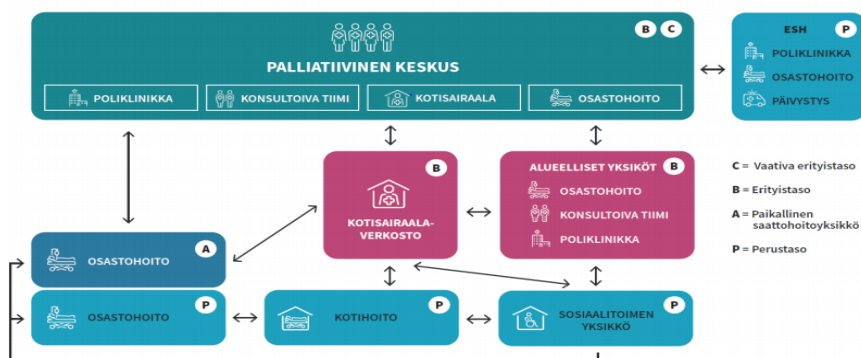 B C
PALLIATIIVINEN KESKUS
POLIKLINIKKA
KONSULTOIVA TIIMI
KOTISAIRAALA
OSASTOHOITO
ESH P
POLIKLINIKKA
OSASTOHOITO
PÄIVYSTYS
B
KOTISAIRAALA-
VERKOSTO
ALUEELLISET YKSIKÖT B
OSASTOHOITO
KONSULTOIVA TIIMI
POLIKLINIKKA
C = Vaativa erityistaso
B = Erityistaso
A = Paikallinen
saattohoitoyksikkö
P = Perustaso
OSASTOHOITO A
OSASTOHOITO P
KOTIHOITO P
SOSIAALITOIMEN P
YKSIKKÖ